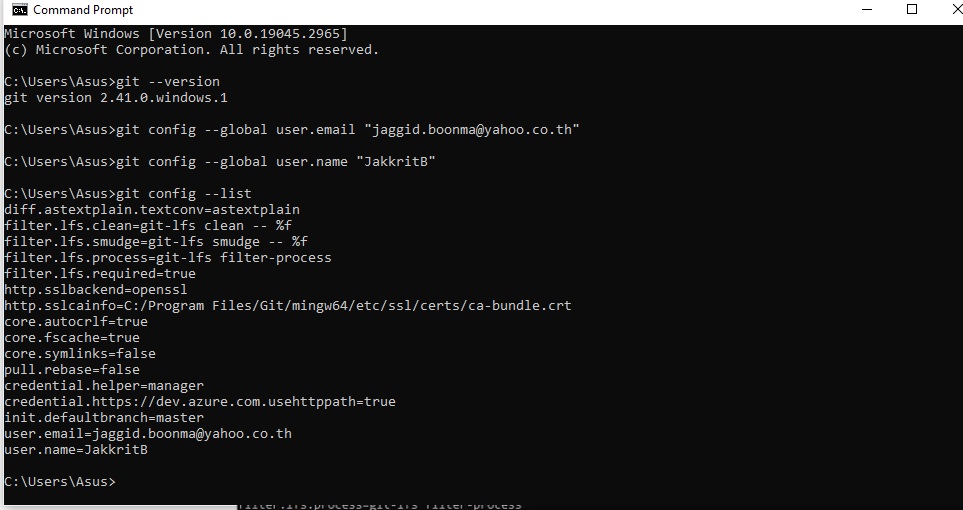 Command Prompt
Microsoft Windows [Version 10.0.19045.2965]
(c) Microsoft Corporation. All rights reserved.
C:\Users\Asus>git --version
git version 2.41.0.windows.1
C:\Users\Asus>git config --global user.email "jaggid.boonma@yahoo.co.th"
C:\Users\Asus>git config --global user.name "JakkritB"
C:\Users\Asus>git config --list
diff.astextplain.textconv=astextplain
filter.lfs.clean=git-lfs clean -- %f
filter.lfs.smudge=git-lfs smudge -- %f
filter.lfs.process=git-lfs filter-process
filter.lfs.required=true
http.sslbackend=openssl
http.sslcainfo=C:/Program Files/Git/mingw64/etc/ssl/certs/ca-bundle.crt
core.autocrlf=true
core.fscache=true
core.symlinks=false
pull.rebase=false
credential.helper=manager
credential.https://dev.azure.com.usehttppath=true
init.defaultbranch=master
user.email=jaggid.boonma@yahoo.co.th
user.name=JakkritB
C:\Users\Asus>
filter.lfs.process=git-lfs filter-process